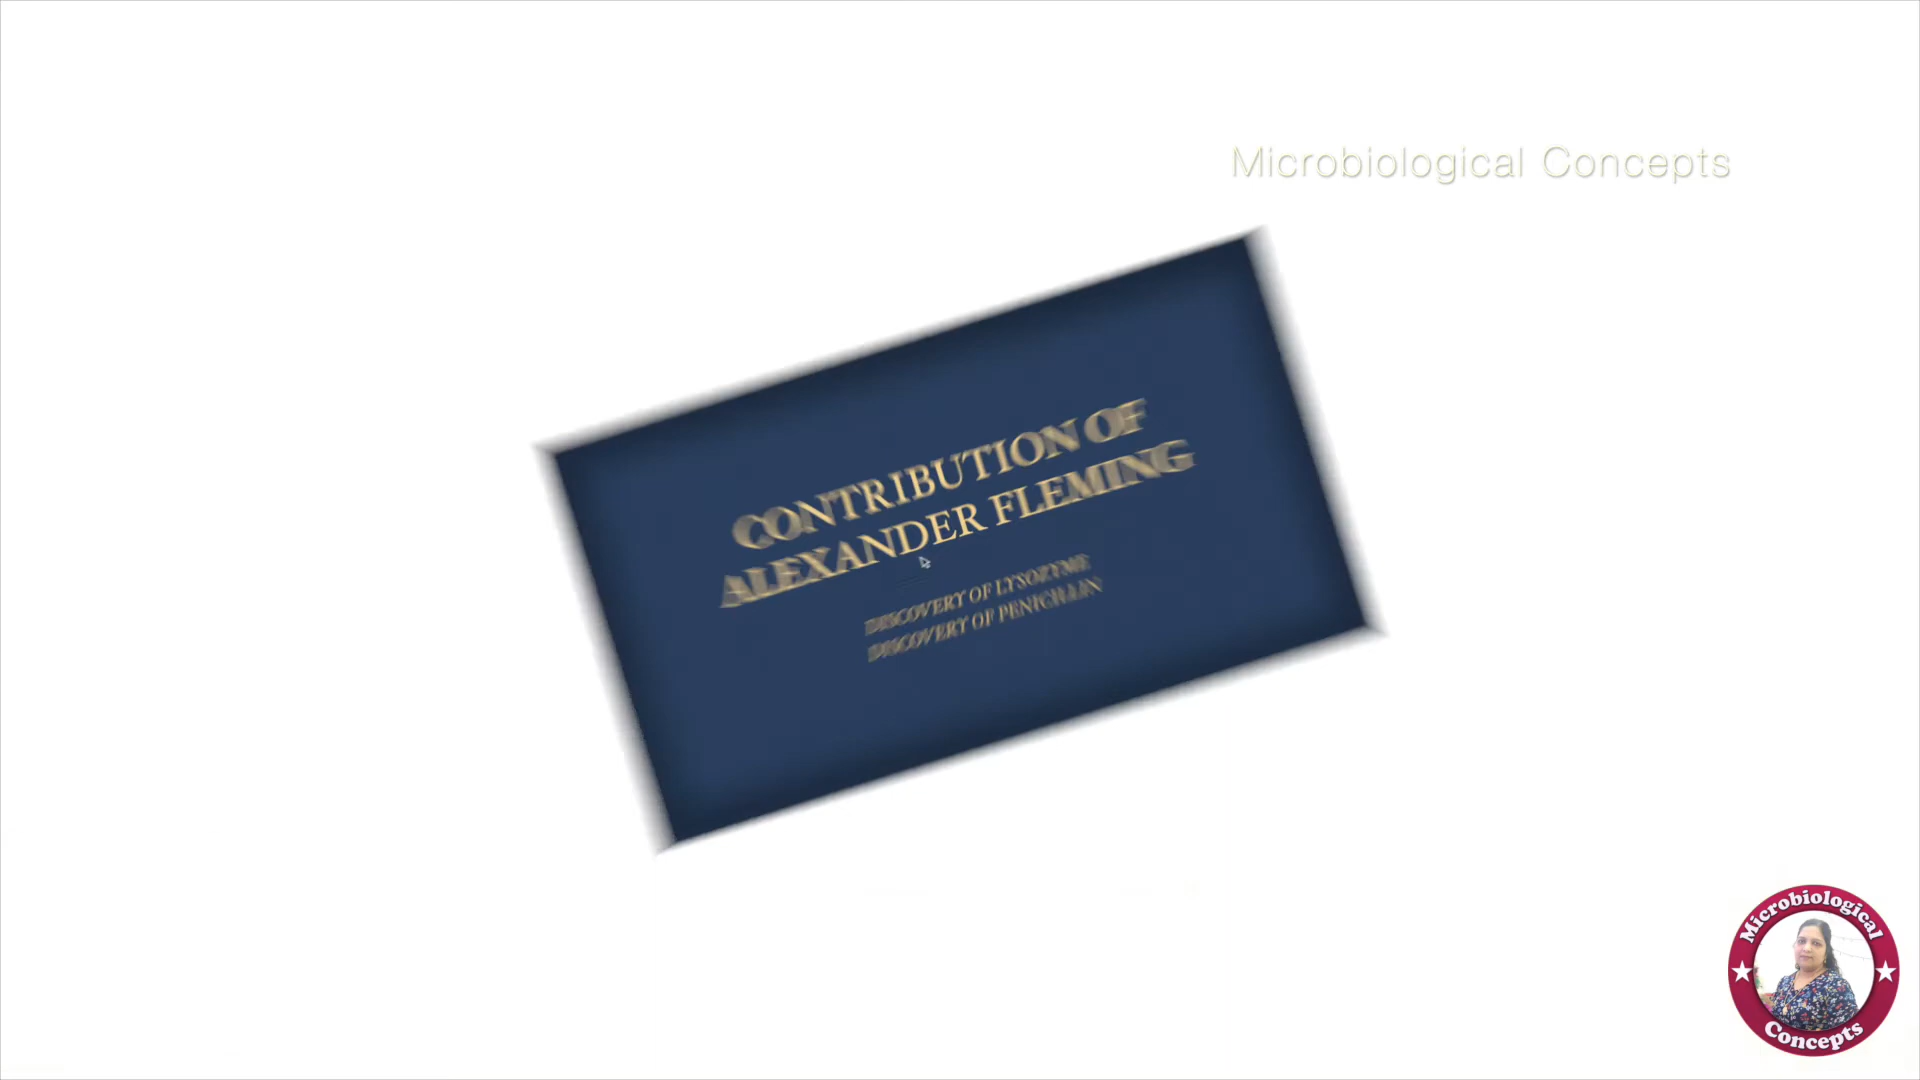 Microbiological Concepts
CONTRIBUTION OF
ALEXANDER FLEMING
DISCOVERY OF LYSOZYME
DISCOVERY OF PENICILLIN
Microbiological
Concepts